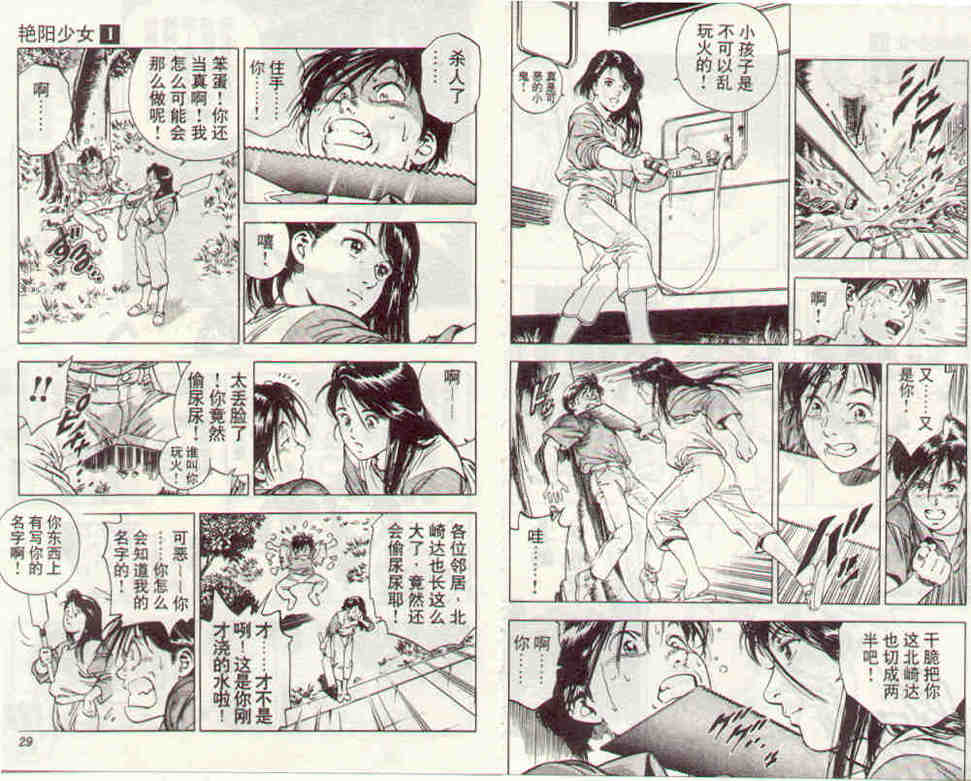 啊！
小孩子是
不可以乱
玩火的！
真是可
恶的小
鬼！
又……又
是你！
哇……！
干脆把你
这北崎达
也切成两
半吧！
啊……
你……
艳阳少女 1
杀人了
……
住手……
你……
嘻！
笨蛋！你还
当真啊！我
怎么可能会
那么做呢！
啊……
啊……
太丢脸了
！你竟然
偷尿尿！
谁叫你
玩火！
!!
各位邻居，北
崎达也长这么
大了，竟然还
会偷尿尿耶！
才……才不是
咧！这是你刚
才浇的水啦！
可恶——你
……你怎么
会知道我的
名字的！
你东西上
有写你的
名字啊！
29